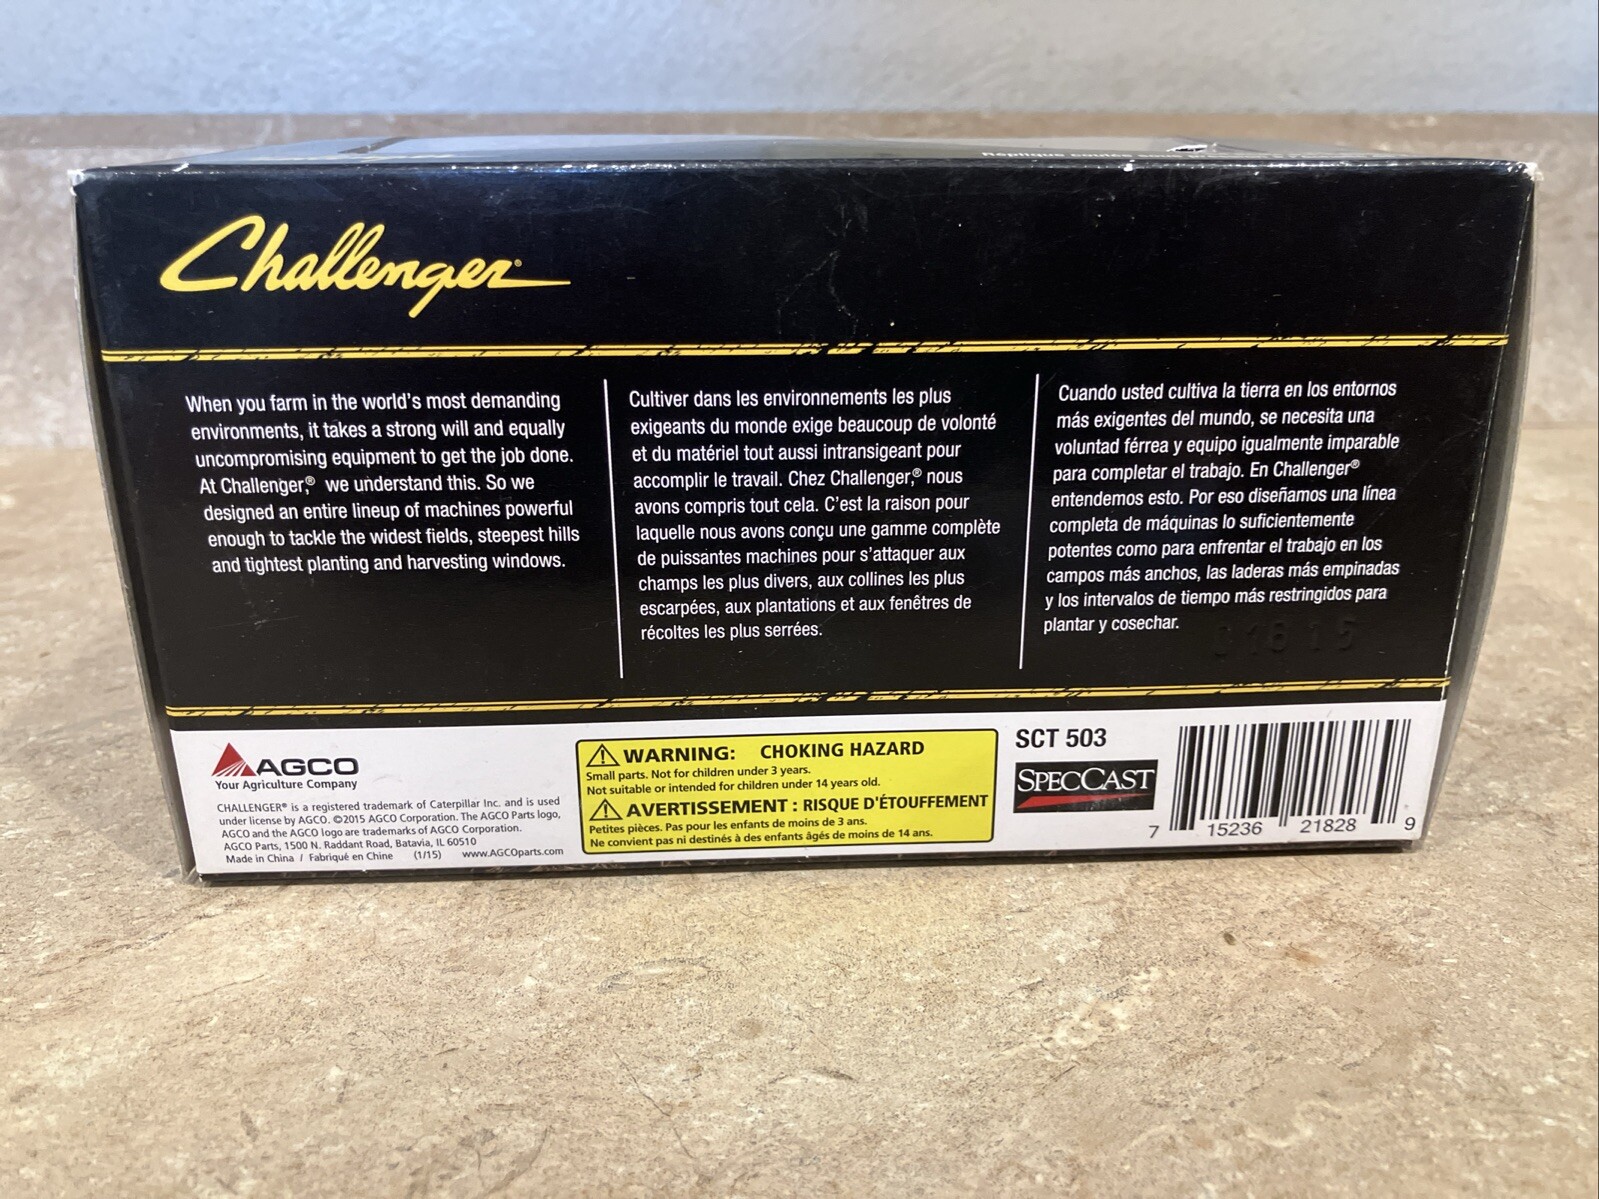 Challenger®
When you farm in the world's most demanding
environments, it takes a strong will and equally
uncompromising equipment to get the job done.
At Challenger,® we understand this. So we
designed an entire lineup of machines powerful
enough to tackle the widest fields, steepest hills
and tightest planting and harvesting windows.
Cultiver dans les environnements les plus
exigeants du monde exige beaucoup de volonté
et du matériel tout aussi intransigeant pour
accomplir le travail. Chez Challenger,® nous
avons compris tout cela. C'est la raison pour
laquelle nous avons conçu une gamme complète
de puissantes machines pour s'attaquer aux
champs les plus divers, aux collines les plus
escarpées, aux plantations et aux fenêtres de
récoltes les plus serrées.
Cuando usted cultiva la tierra en los entornos
más exigentes del mundo, se necesita una
voluntad férrea y equipo igualmente imparable
para completar el trabajo. En Challenger®
entendemos esto. Por eso diseñamos una línea
completa de máquinas lo suficientemente
potentes como para enfrentar el trabajo en los
campos más anchos, las laderas más empinadas
y los intervalos de tiempo más restringidos para
plantar y cosechar.
AGCO
Your Agriculture Company
CHALLENGER® is a registered trademark of Caterpillar Inc. and is used
under license by AGCO. ©2015 AGCO Corporation. The AGCO Parts logo,
AGCO and the AGCO logo are trademarks of AGCO Corporation.
AGCO Parts, 1500 N. Raddant Road, Batavia, IL 60510
Made in China / Fabriqué en Chine (1/15) www.AGCOparts.com
WARNING: CHOKING HAZARD
Small parts. Not for children under 3 years.
Not suitable or intended for children under 14 years old.
AVERTISSEMENT : RISQUE D'ÉTOUFFEMENT
Petites pièces. Pas pour les enfants de moins de 3 ans.
Ne convient pas ni destinés à des enfants âgés de moins de 14 ans.
SCT 503
SPECCAST
7 15236 21828 9